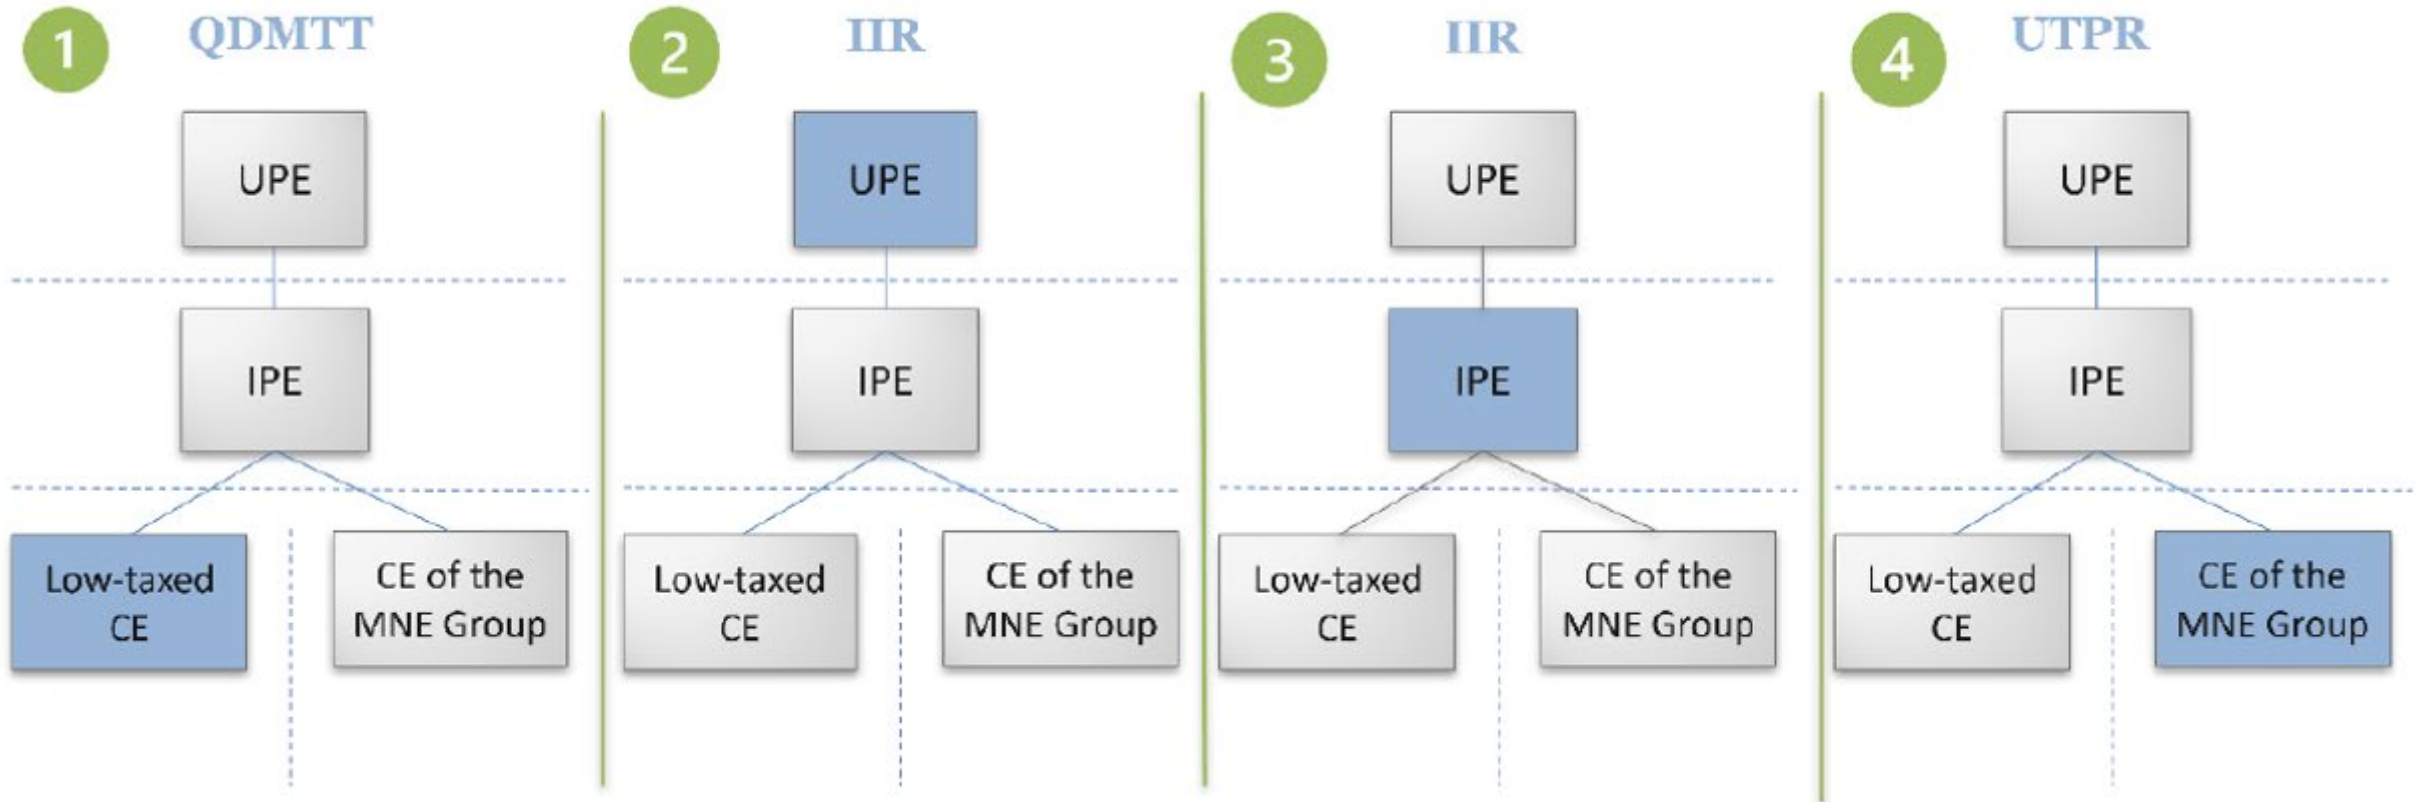 1 QDMTT
UPE
IPE
Low-taxed
CE
CE of the
MNE Group
2 IIR
UPE
IPE
Low-taxed
CE
CE of the
MNE Group
3 IIR
UPE
IPE
Low-taxed
CE
CE of the
MNE Group
4 UTPR
UPE
IPE
Low-taxed
CE
CE of the
MNE Group